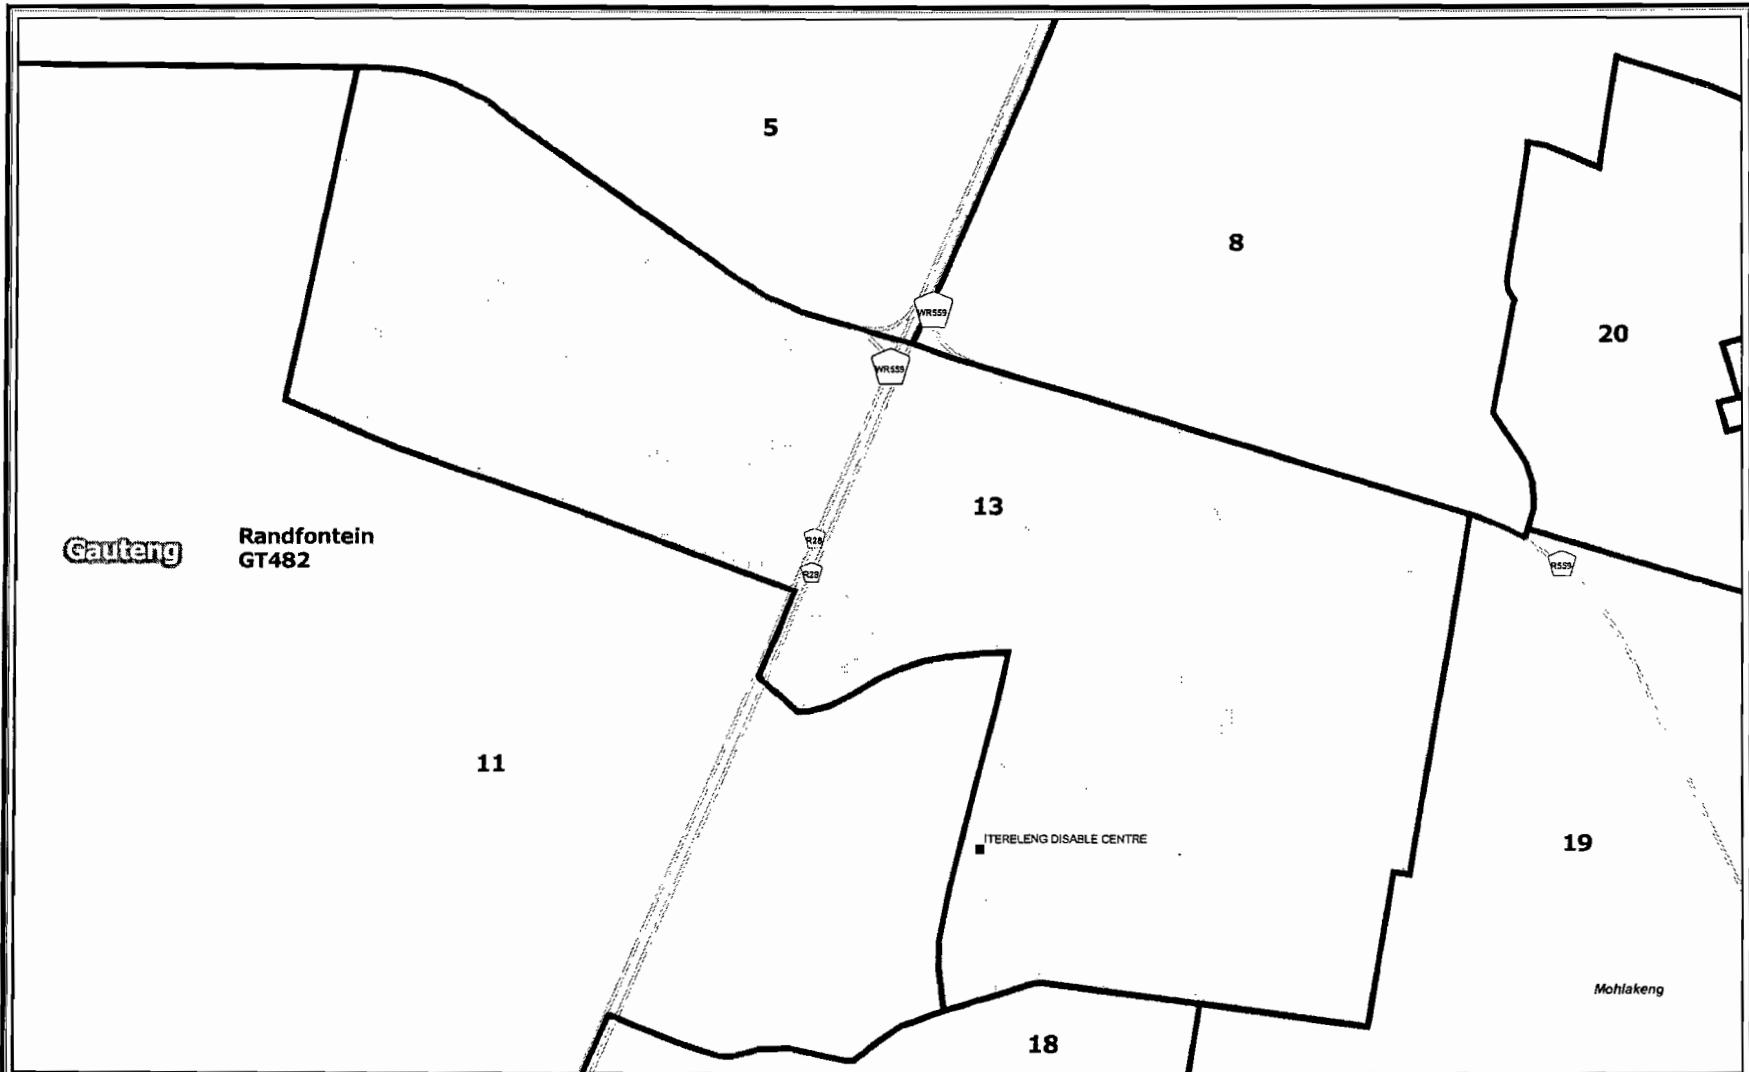 5
8
WR559
20
WR559
13
R28
Randfontein
Gauteng
GT482
R559
R28
11
ITERELENG DISABLE CENTRE
19
Mohlakeng
18